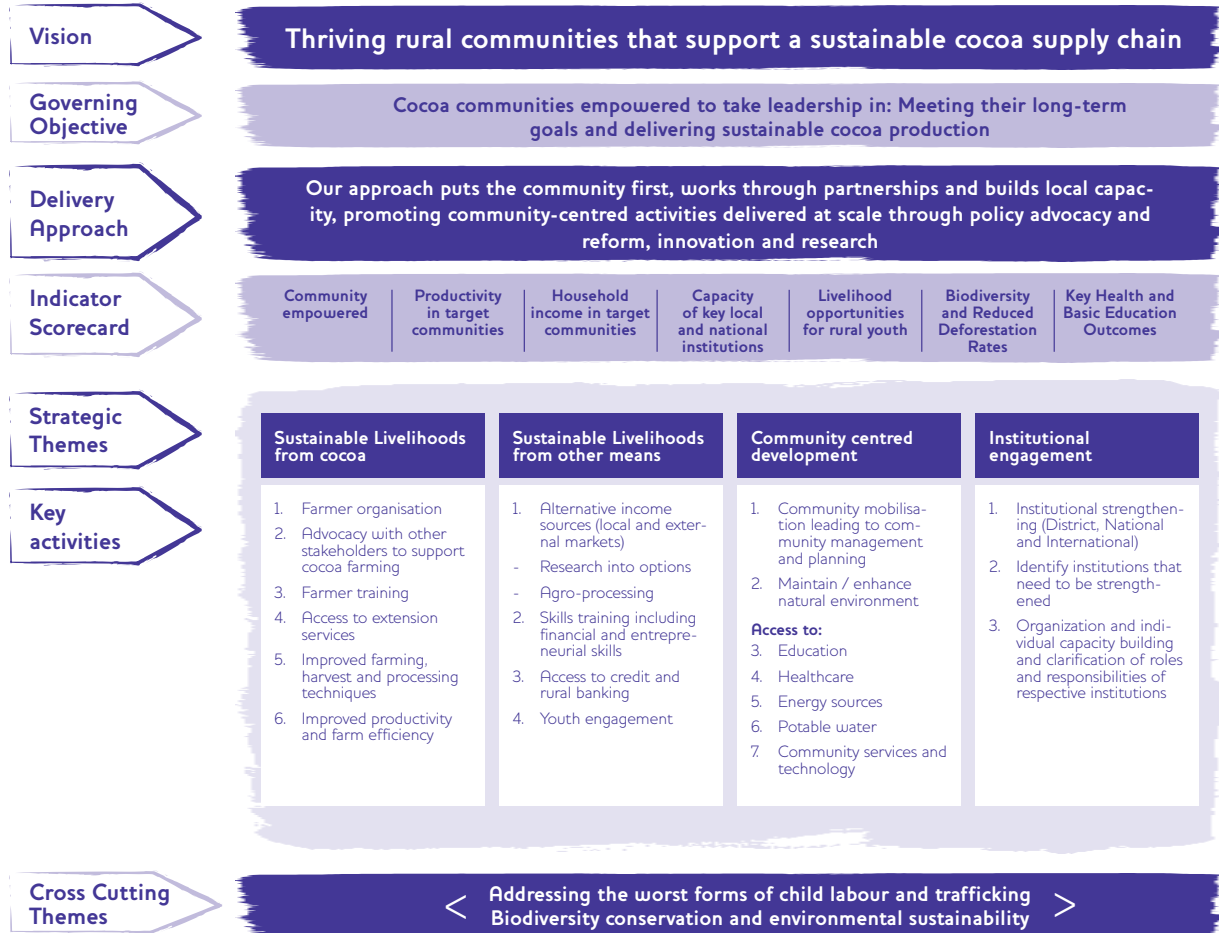 Vision
Thriving rural communities that support a sustainable cocoa supply chain
Governing
Objective
Cocoa communities empowered to take leadership in: Meeting their long-term
goals and delivering sustainable cocoa production
Delivery
Approach
Our approach puts the community first, works through partnerships and builds local capac-
ity, promoting community-centred activities delivered at scale through policy advocacy and
reform, innovation and research
Indicator
Scorecard
Community
empowered
Productivity
in target
communities
Household
income in target
communities
Capacity
of key local
and national
institutions
Livelihood
opportunities
for rural youth
Biodiversity
and Reduced
Deforestation
Rates
Key Health and
Basic Education
Outcomes
Strategic
Themes
Key
activities
Sustainable Livelihoods
from cocoa
1. Farmer organisation
2. Advocacy with other
stakeholders to support
cocoa farming
3. Farmer training
4. Access to extension
services
5. Improved farming,
harvest and processing
techniques
6. Improved productivity
and farm efficiency
Sustainable Livelihoods
from other means
1. Alternative income
sources (local and exter-
nal markets)
- Research into options
- Agro-processing
2. Skills training including
financial and entrepre-
neurial skills
3. Access to credit and
rural banking
4. Youth engagement
Community centred
development
1. Community mobilisa-
tion leading to com-
munity management
and planning
2. Maintain / enhance
natural environment
Access to:
3. Education
4. Healthcare
5. Energy sources
6. Potable water
7. Community services and
technology
Institutional
engagement
1. Institutional strengthen-
ing (District, National
and International)
2. Identify institutions that
need to be strength-
ened
3. Organization and indi-
vidual capacity building
and clarification of roles
and responsibilities of
respective institutions
Cross Cutting
Themes
< Addressing the worst forms of child labour and trafficking >
Biodiversity conservation and environmental sustainability